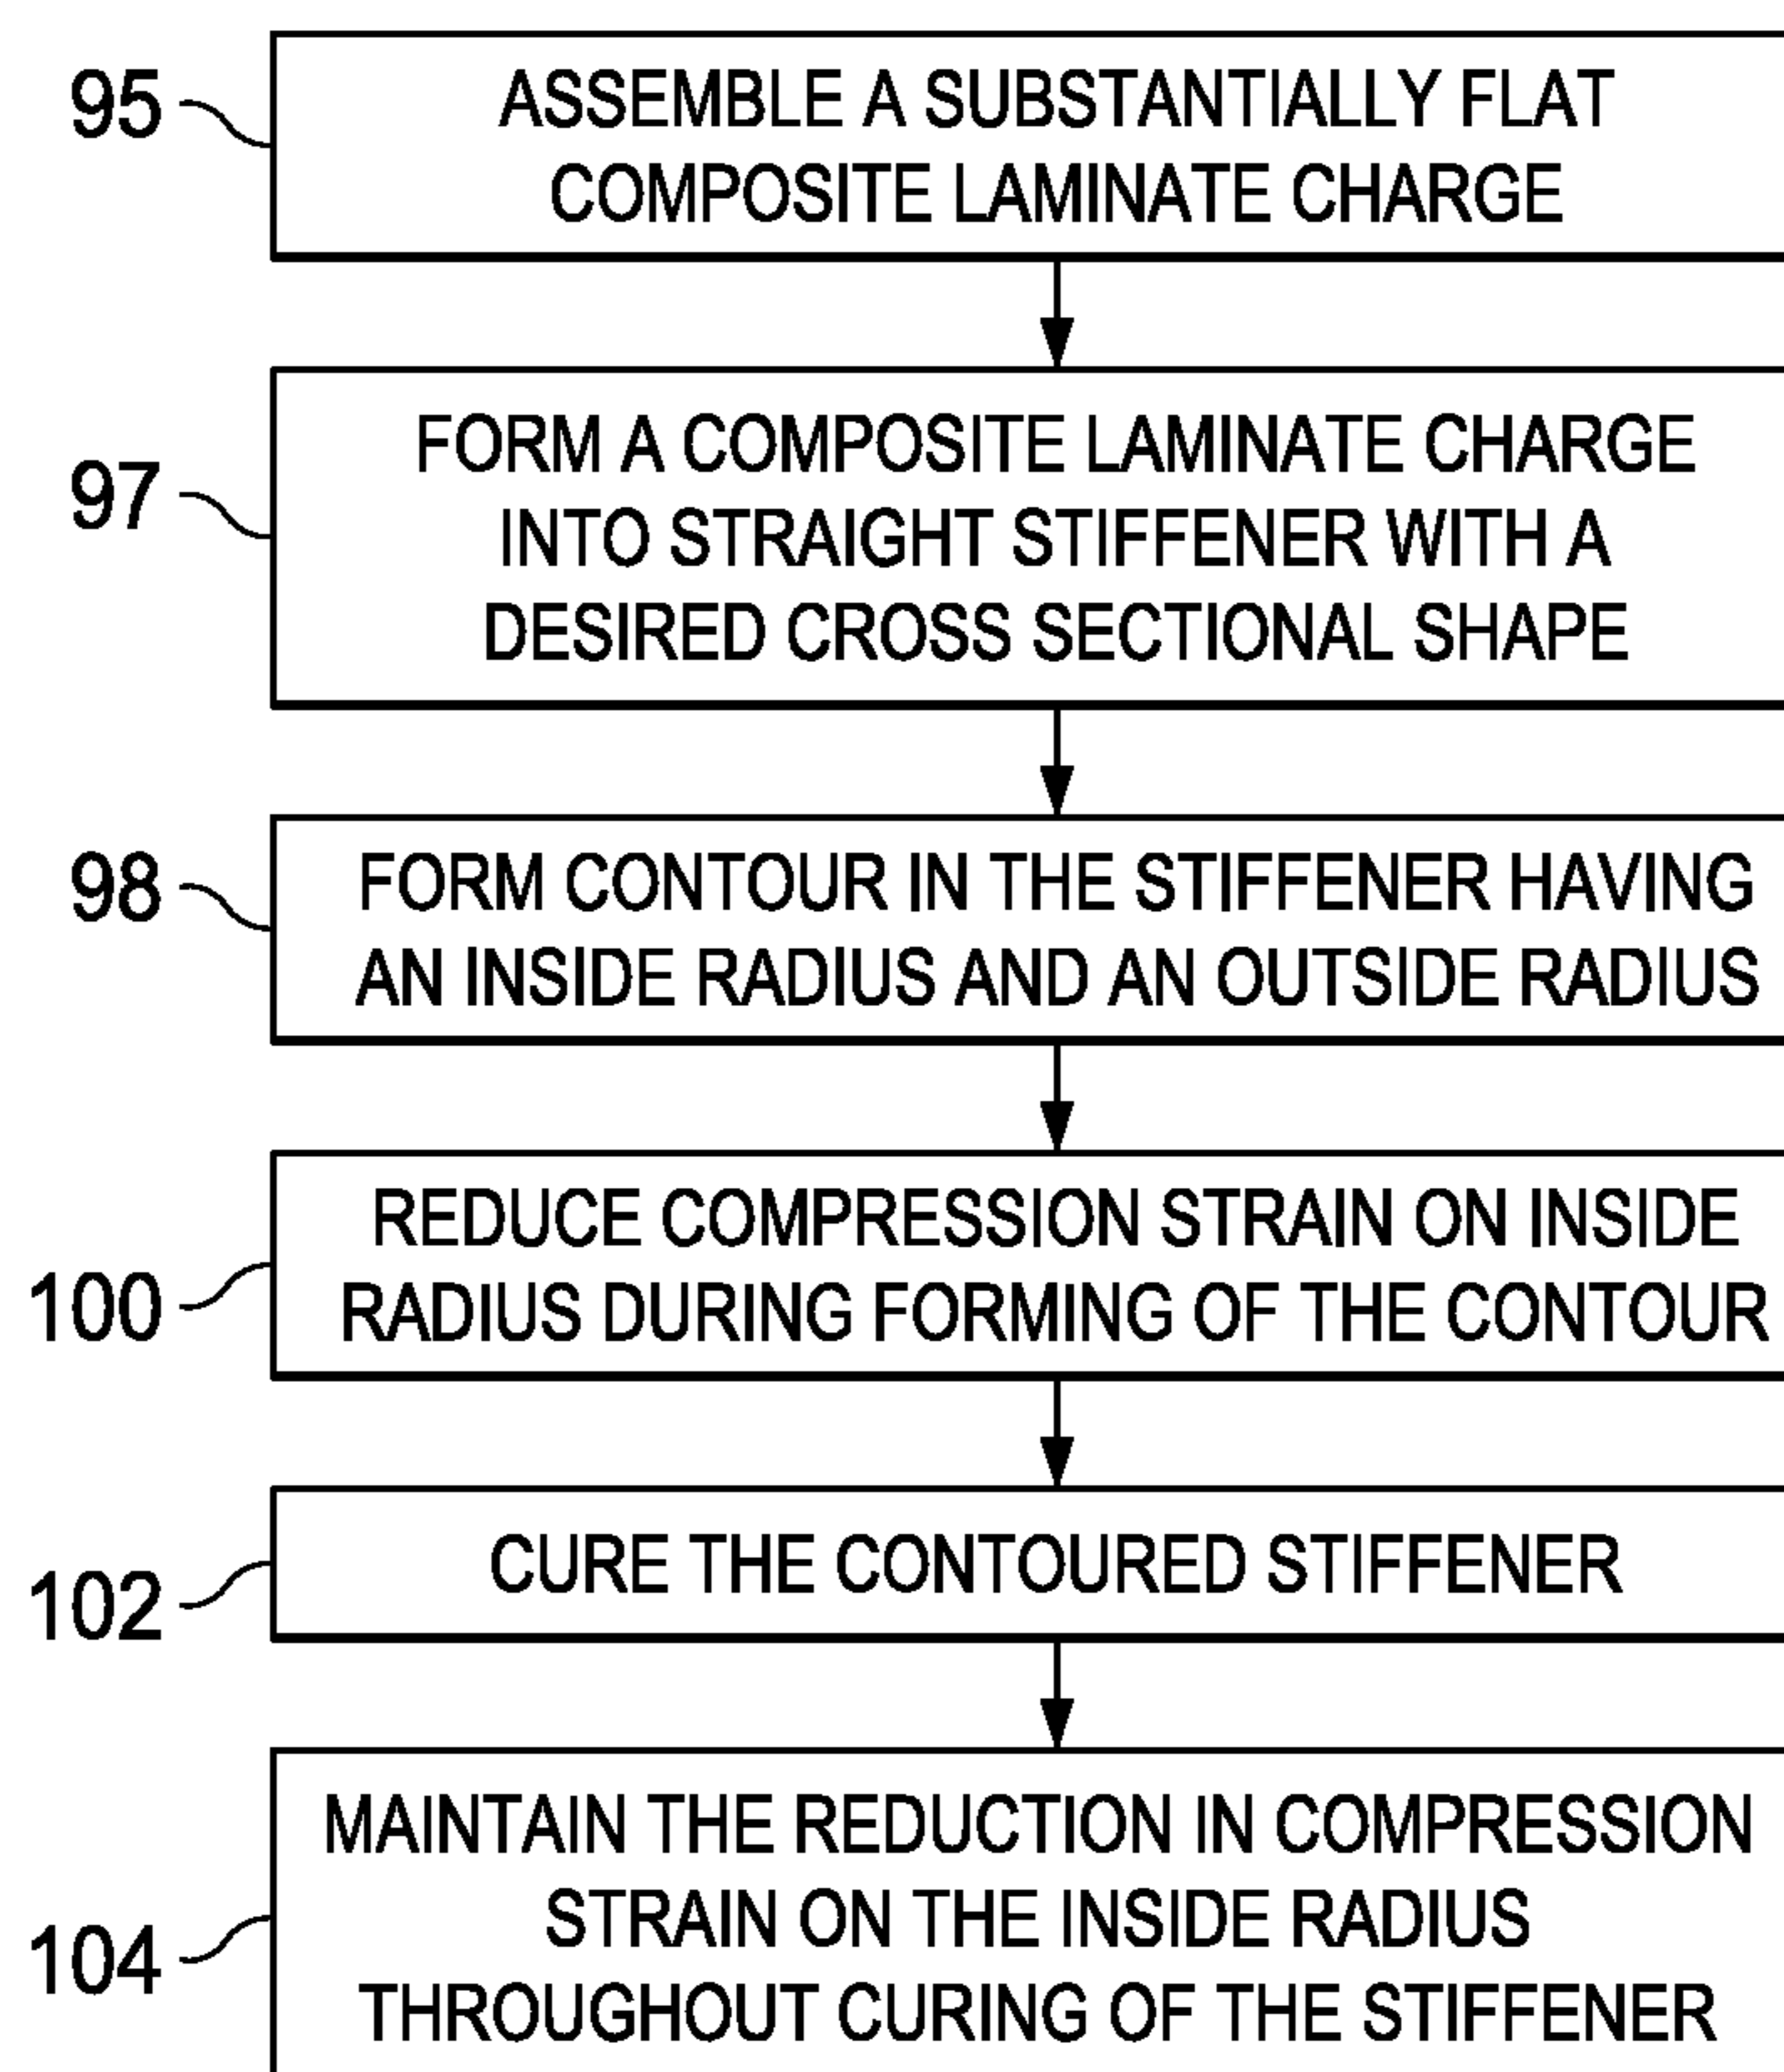 95
ASSEMBLE A SUBSTANTIALLY FLAT
COMPOSITE LAMINATE CHARGE
97
FORM A COMPOSITE LAMINATE CHARGE
INTO STRAIGHT STIFFENER WITH A
DESIRED CROSS SECTIONAL SHAPE
98
FORM CONTOUR IN THE STIFFENER HAVING
AN INSIDE RADIUS AND AN OUTSIDE RADIUS
100
REDUCE COMPRESSION STRAIN ON INSIDE
RADIUS DURING FORMING OF THE CONTOUR
102
CURE THE CONTOURED STIFFENER
104
MAINTAIN THE REDUCTION IN COMPRESSION
STRAIN ON THE INSIDE RADIUS
THROUGHOUT CURING OF THE STIFFENER